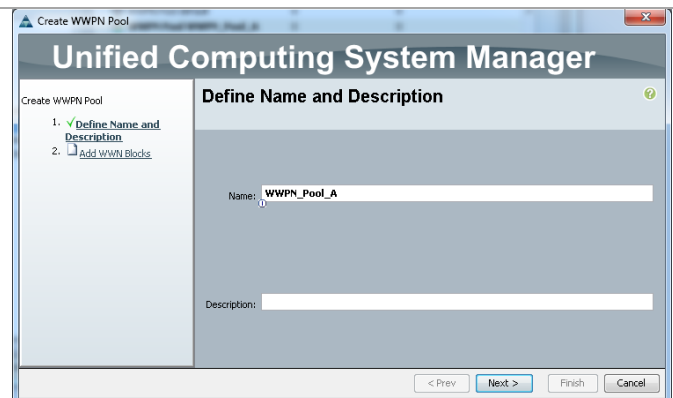 Create WWPN Pool
Unified Computing System Manager
Create WWPN Pool
1. √Define Name and
Description
2. Add WWN Blocks
Define Name and Description
Name: WWPN_Pool_A
Description:
< Prev
Next >
Finish
Cancel